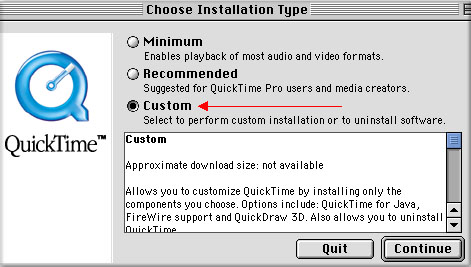 Choose Installation Type
Minimum
Enables playback of most audio and video formats.
Recommended
Suggested for QuickTime Pro users and media creators.
Custom
Select to perform custom installation or to uninstall software.
QuickTime™
Custom
Approximate download size: not available
Allows you to customize QuickTime by installing only the
components you choose. Options include: QuickTime for Java,
FireWire support and QuickDraw 3D. Also allows you to uninstall
QuickTime
Quit
Continue